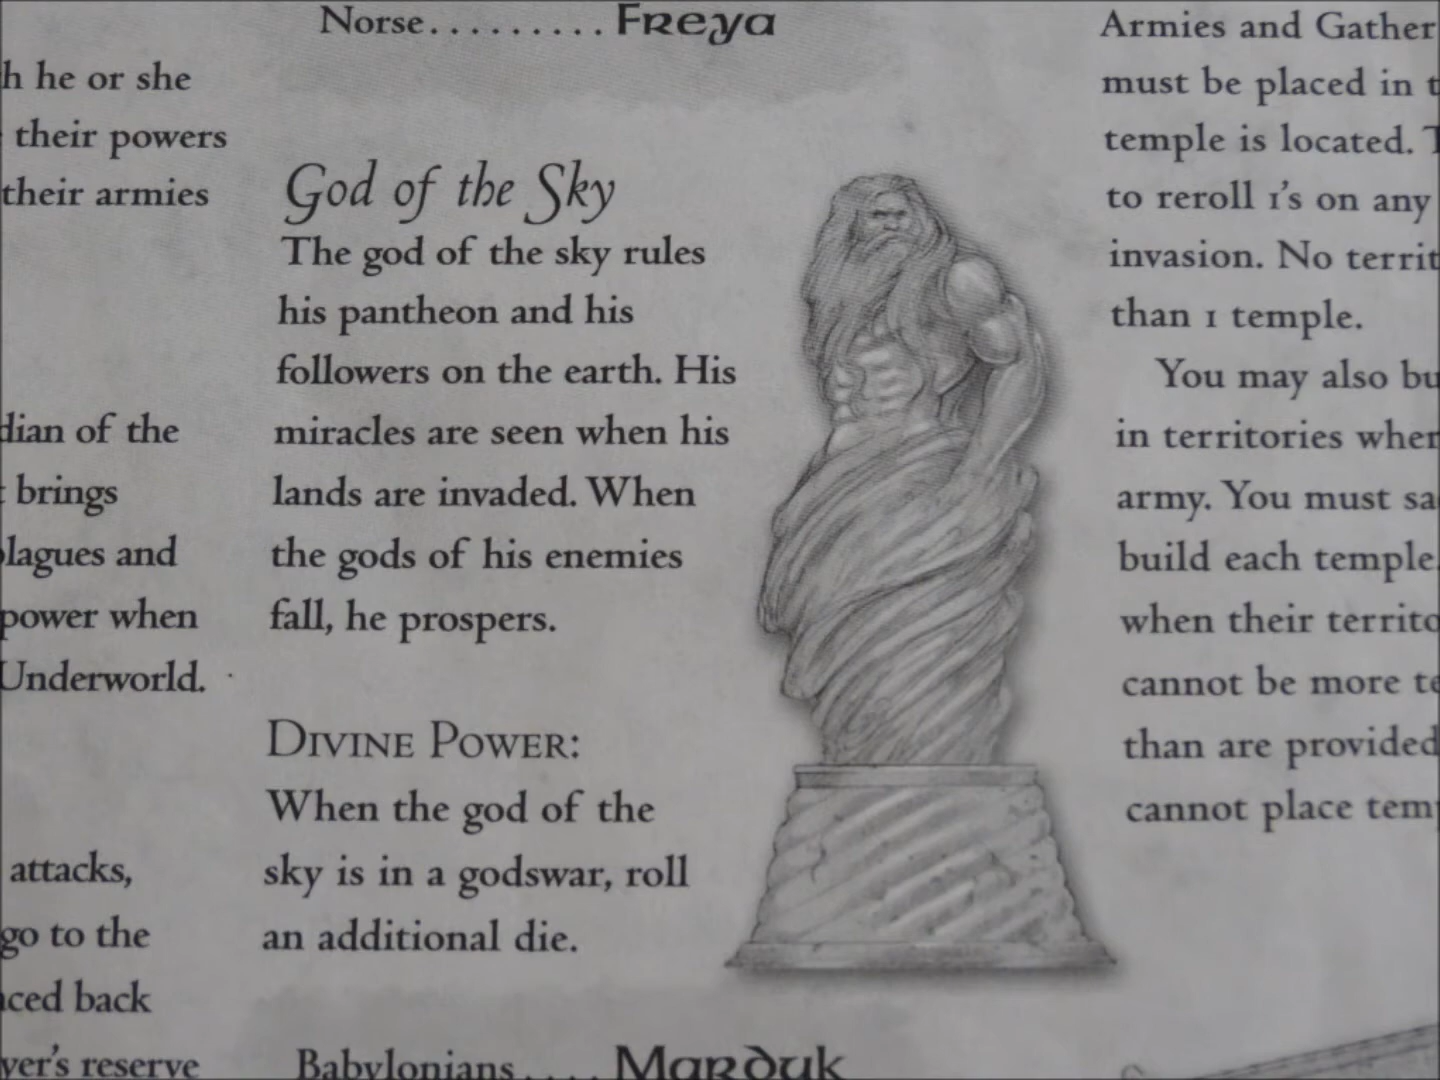 h he or she
their powers
their armies
dian of the
brings
lagues and
power when
Underworld.
attacks,
go to the
aced back
yer's reserve
Norse.........Freya
God of the Sky
The god of the sky rules
his pantheon and his
followers on the earth. His
miracles are seen when his
lands are invaded. When
the gods of his enemies
fall, he prospers.
Divine Power:
When the god of the
sky is in a godswar, roll
an additional die.
Babylonians....Marduk
Armies and Gather
must be placed in t
temple is located. T
to reroll 1's on any
invasion. No territ
than 1 temple.
You may also bu
in territories wher
army. You must sa
build each temple.
when their territo
cannot be more te
than are provided
cannot place temp